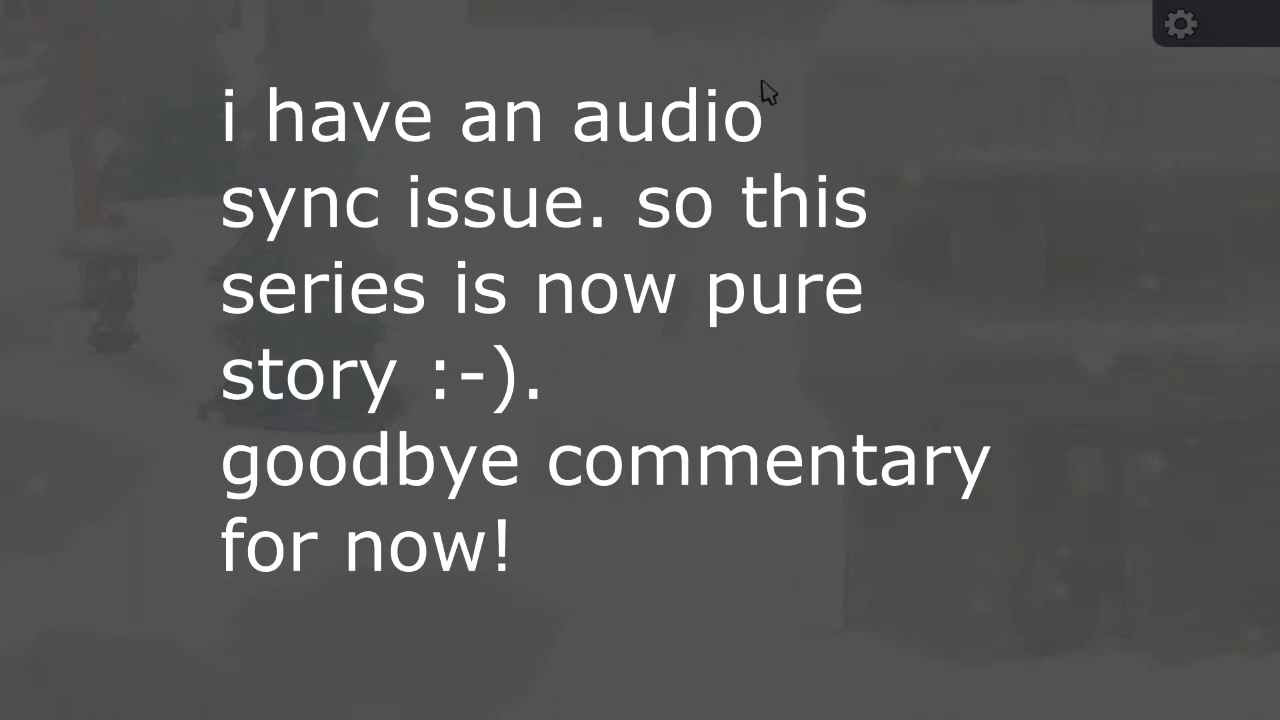 i have an audio
sync issue. so this
series is now pure
story :-).
goodbye commentary
for now!